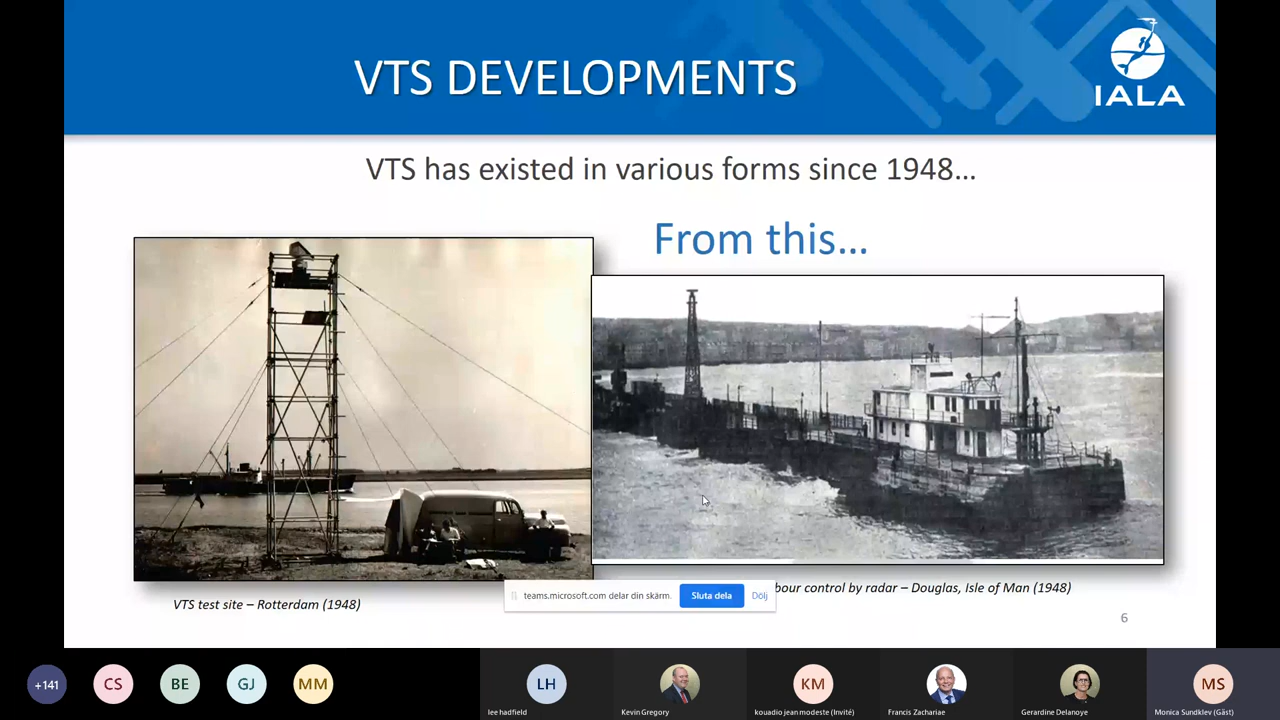 VTS DEVELOPMENTS
IALA
VTS has existed in various forms since 1948…
From this…
VTS test site – Rotterdam (1948)
bour control by radar – Douglas, Isle of Man (1948)
teams.microsoft.com delar din skärm.
Sluta dela
Dölj
6
+141
CS
BE
GJ
MM
LH
KM
MS
lee hadfield
Kevin Gregory
kouadio jean modeste (Invité)
Francis Zachariae
Gerardine Delanoye
Monica Sundklev (Gäst)